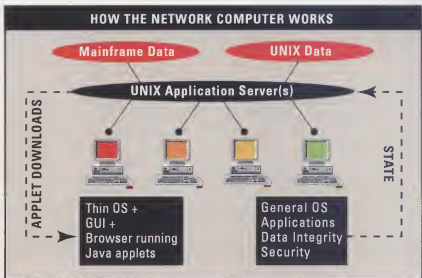 HOW THE NETWORK COMPUTER WORKS
Mainframe Data
UNIX Data
UNIX Application Server(s)
APPLET DOWNLOADS
STATE
Thin OS +
GUI +
Browser running
Java applets
General OS
Applications
Data Integrity
Security